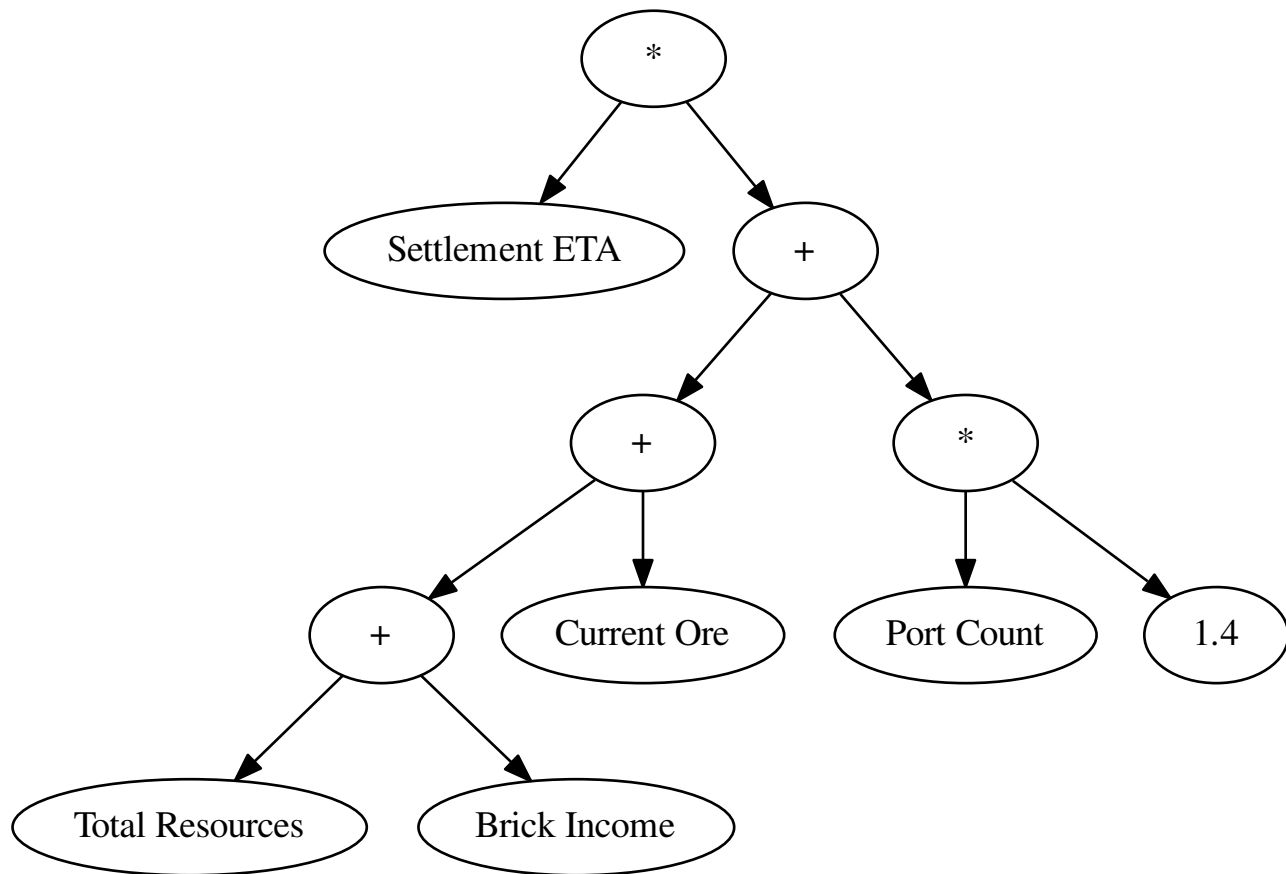 *
Settlement ETA
+
+
*
+
Current Ore
Port Count
1.4
Total Resources
Brick Income